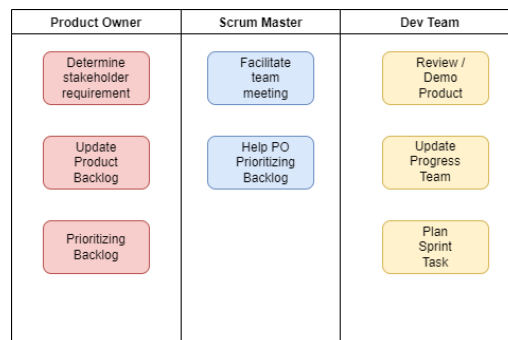 Product Owner
Scrum Master
Dev Team
Determine
stakeholder
requirement
Facilitate
team
meeting
Review /
Demo
Product
Update
Product
Backlog
Help PO
Prioritizing
Backlog
Update
Progress
Team
Prioritizing
Backlog
Plan
Sprint
Task